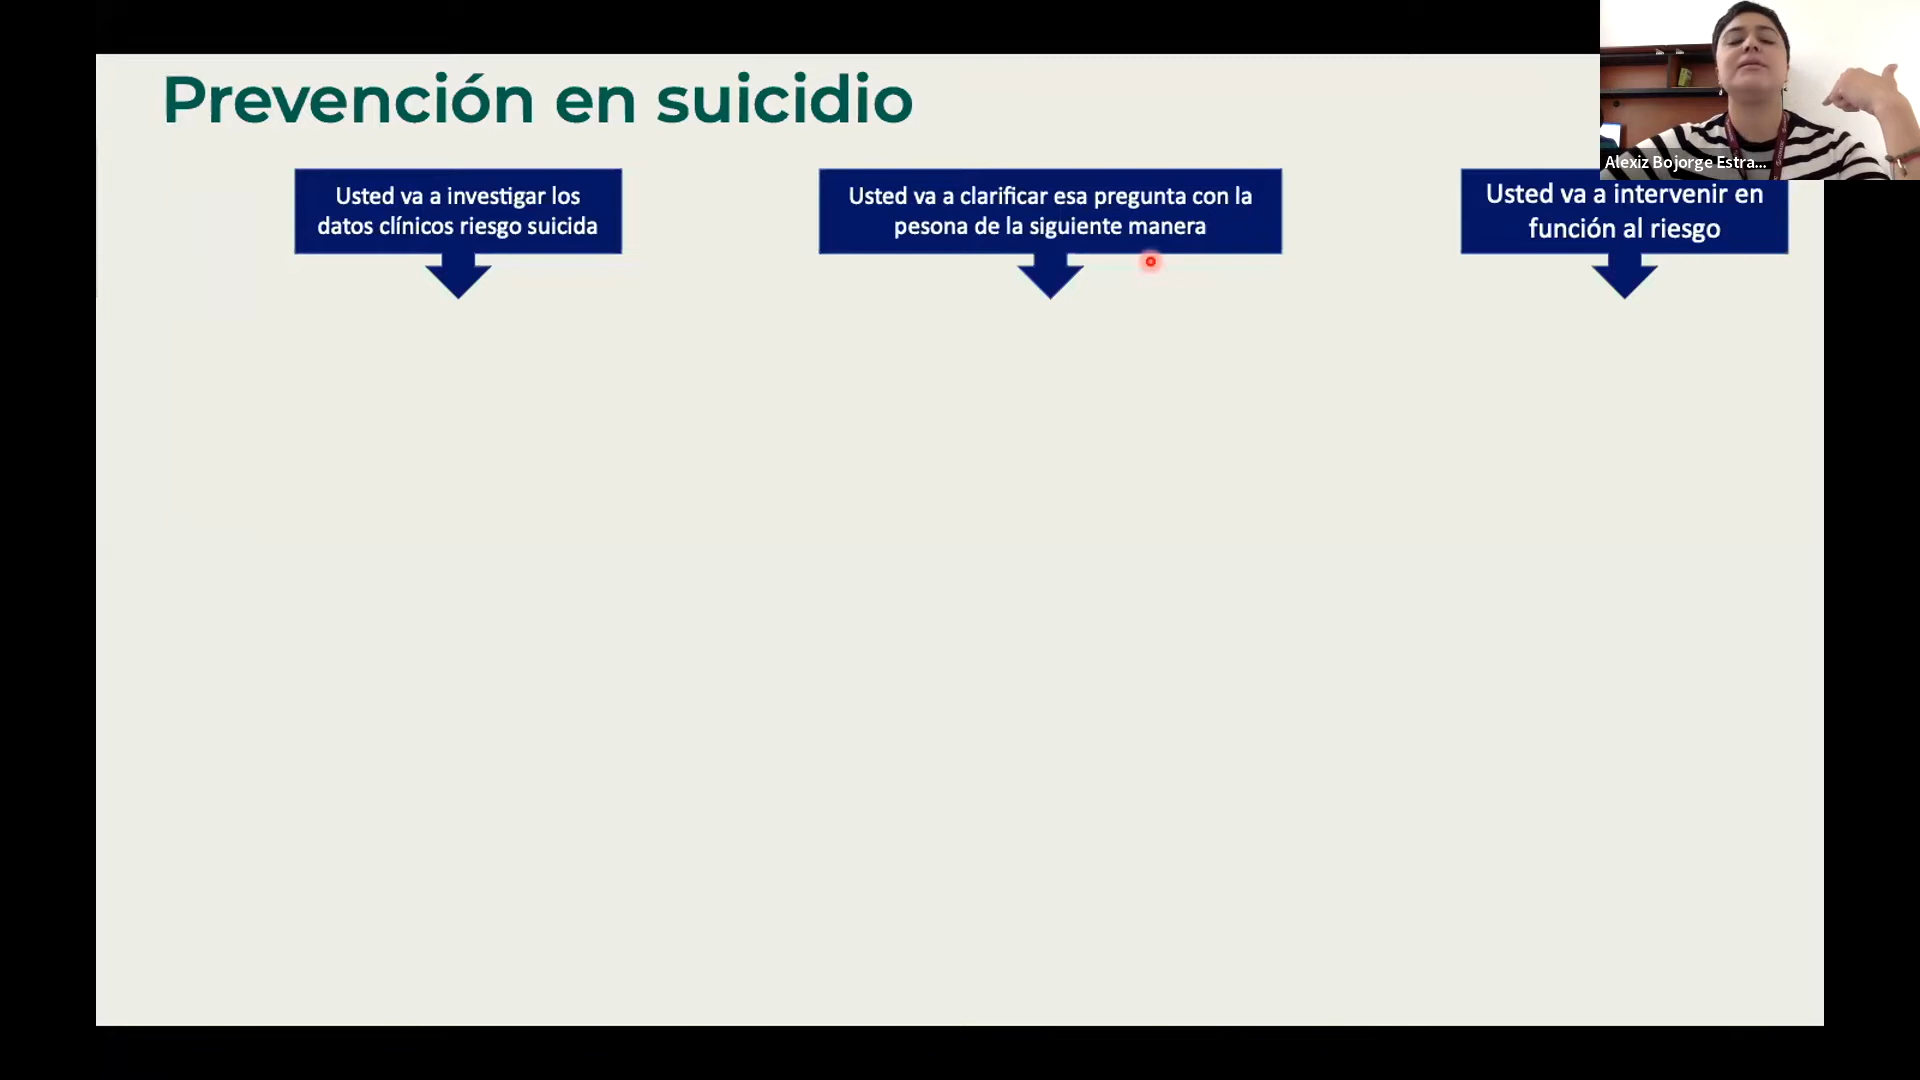 Prevención en suicidio
Usted va a investigar los
datos clínicos riesgo suicida
Usted va a clarificar esa pregunta con la
pesona de la siguiente manera
Usted va a intervenir en
función al riesgo
Alexiz Bojorge Estra...